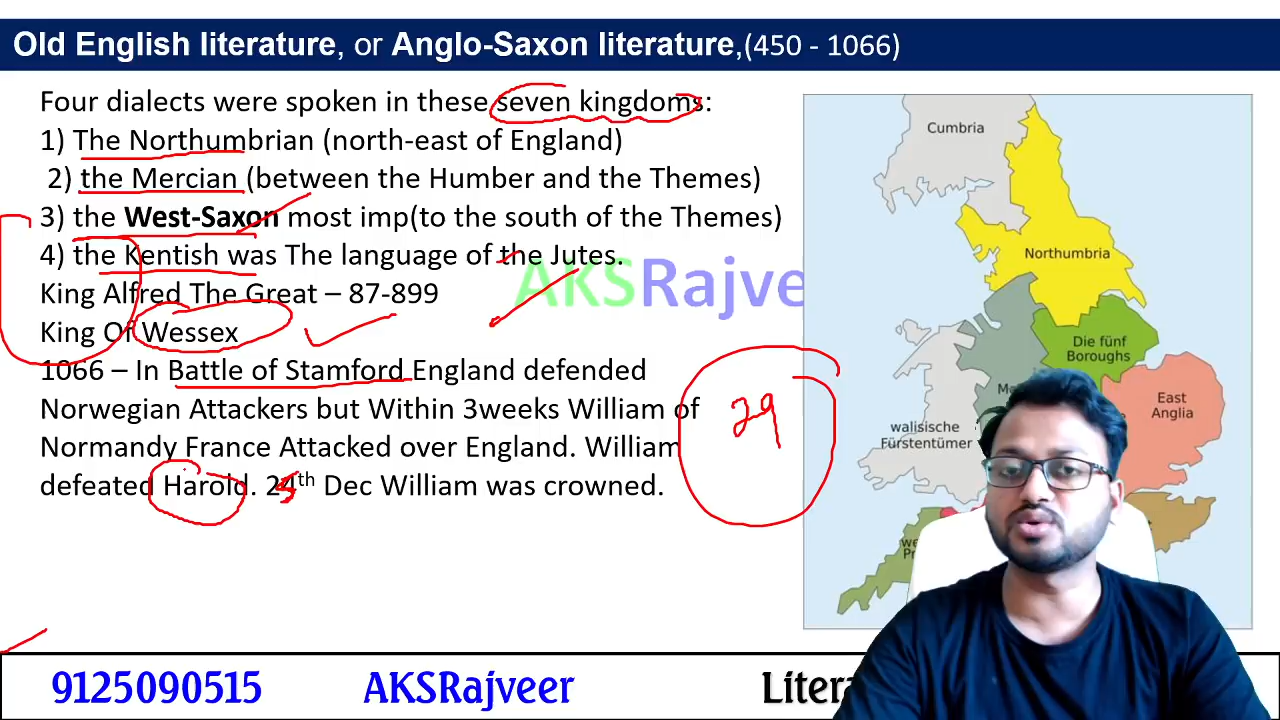 Old English literature, or Anglo-Saxon literature,(450 - 1066)
Four dialects were spoken in these seven kingdoms:
1) The Northumbrian (north-east of England)
2) the Mercian (between the Humber and the Themes)
3) the West-Saxon most imp(to the south of the Themes)
4) the Kentish was The language of the Jutes.
King Alfred The Great – 87-899
King Of Wessex
1066 – In Battle of Stamford England defended
Norwegian Attackers but Within 3weeks William of
Normandy France Attacked over England. William
defeated Harold. 25th Dec William was crowned.
29
AKSRajve
Cumbria
Northumbria
Die fünf
Boroughs
East
Anglia
walisische
Fürstentümer
9125090515 AKSRajveer